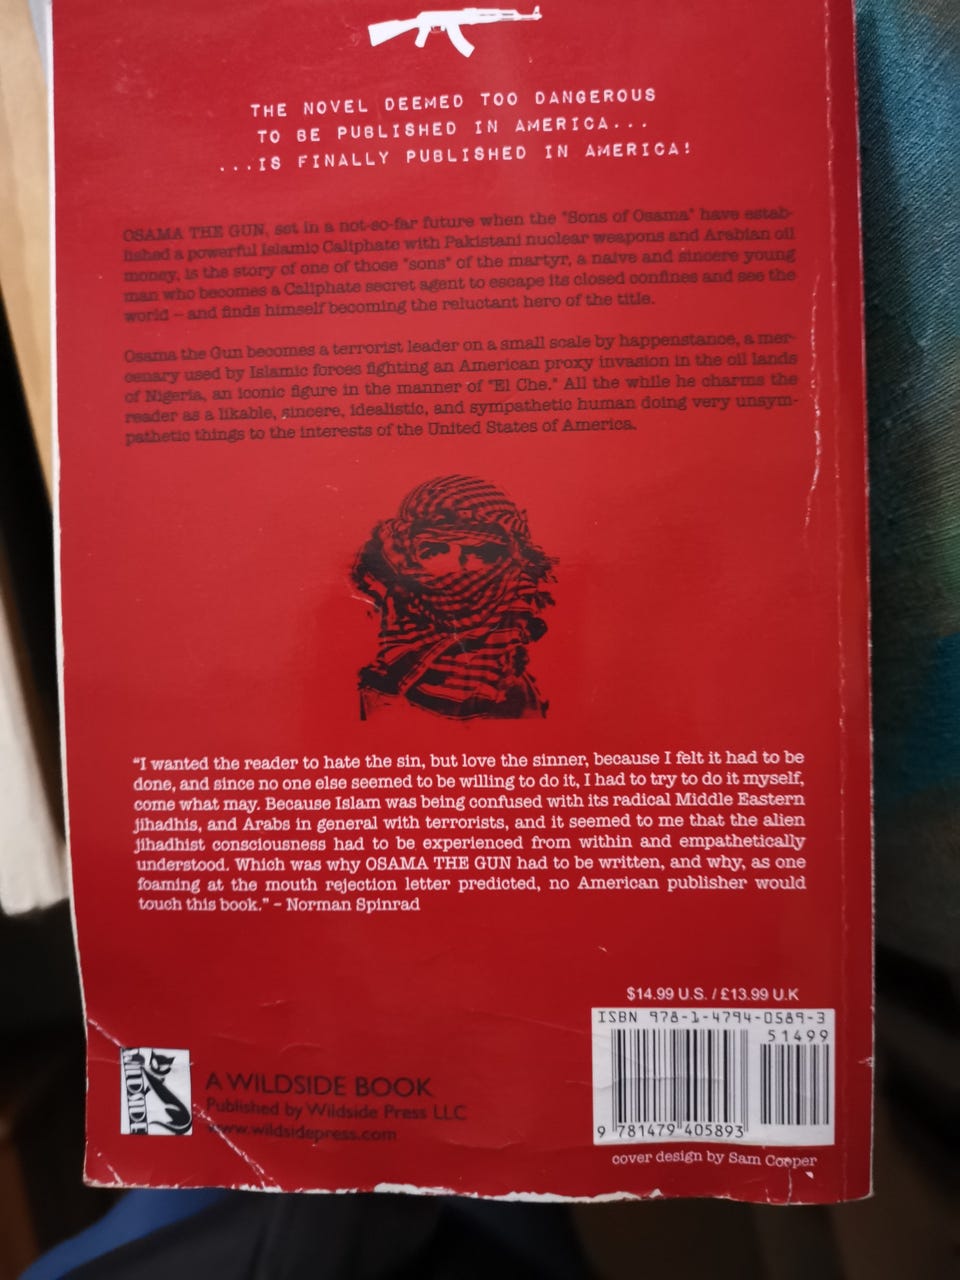 THE NOVEL DEEMED TOO DANGEROUS
TO BE PUBLISHED IN AMERICA...
...IS FINALLY PUBLISHED IN AMERICA!
OSAMA THE GUN, set in a not-so-far future when the "Sons of Osama" have estab-
lished a powerful Islamic Caliphate with Pakistani nuclear weapons and Arabian oil
money, is the story of one of those "sons" of the martyr, a naive and sincere young
man who becomes a Caliphate secret agent to escape its closed confines and see the
world – and finds himself becoming the reluctant hero of the title.
Osama the Gun becomes a terrorist leader on a small scale by happenstance, a mer-
cenary used by Islamic forces fighting an American proxy invasion in the oil lands
of Nigeria, an iconic figure in the manner of "El Che." All the while he charms the
reader as a likable, sincere, idealistic, and sympathetic human doing very unsym-
pathetic things to the interests of the United States of America.
"I wanted the reader to hate the sin, but love the sinner, because I felt it had to be
done, and since no one else seemed to be willing to do it, I had to try to do it myself,
come what may. Because Islam was being confused with its radical Middle Eastern
jihadhis, and Arabs in general with terrorists, and it seemed to me that the alien
jihadhist consciousness had to be experienced from within and empathetically
understood. Which was why OSAMA THE GUN had to be written, and why, as one
foaming at the mouth rejection letter predicted, no American publisher would
touch this book." – Norman Spinrad
$14.99 U.S. / £13.99 U.K
ISBN 978-1-4794-0589-3
51499
9 781479 405893
WILDSIDE
A WILDSIDE BOOK
Published by Wildside Press LLC
www.wildsidepress.com
cover design by Sam Cooper